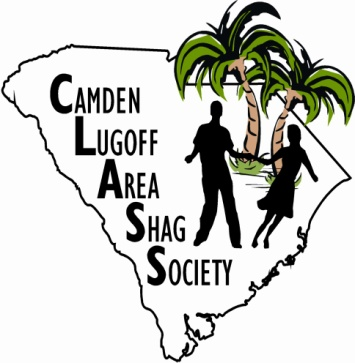 CAMDEN
LUGOFF
AREA
SHAG
SOCIETY